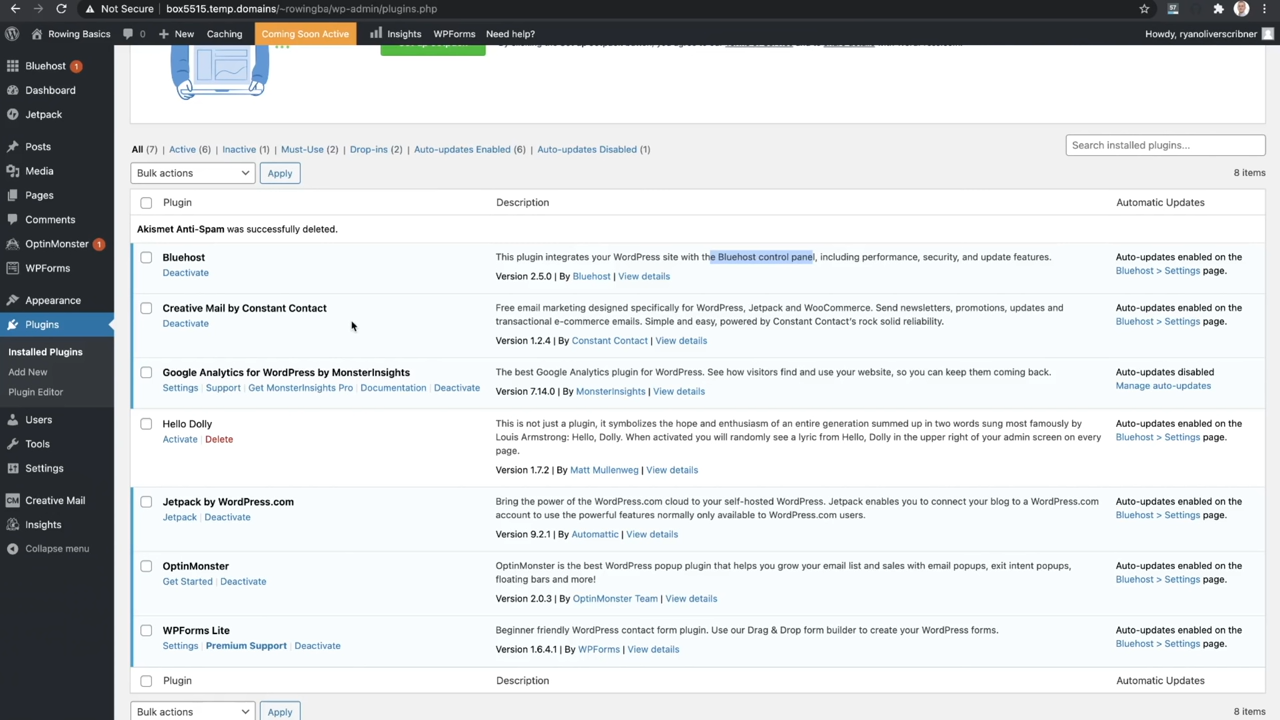 Not Secure | box5515.temp.domains/~rowingba/wp-admin/plugins.php
Rowing Basics 0 + New Caching Coming Soon Active Insights WPForms Need help? Howdy, ryanoliverscribner
Bluehost 1
Dashboard
Jetpack
Posts
Media
Pages
Comments
OptinMonster 1
WPForms
Appearance
Plugins
Installed Plugins
Add New
Plugin Editor
Users
Tools
Settings
CM Creative Mail
Insights
Collapse menu
All (7) | Active (6) | Inactive (1) | Must-Use (2) | Drop-ins (2) | Auto-updates Enabled (6) | Auto-updates Disabled (1)
Search installed plugins...
Bulk actions Apply 8 items
Plugin Description Automatic Updates
Akismet Anti-Spam was successfully deleted.
Bluehost
Deactivate
This plugin integrates your WordPress site with the Bluehost control panel, including performance, security, and update features.
Version 2.5.0 | By Bluehost | View details
Auto-updates enabled on the
Bluehost > Settings page.
Creative Mail by Constant Contact
Deactivate
Free email marketing designed specifically for WordPress, Jetpack and WooCommerce. Send newsletters, promotions, updates and
transactional e-commerce emails. Simple and easy, powered by Constant Contact's rock solid reliability.
Version 1.2.4 | By Constant Contact | View details
Auto-updates enabled on the
Bluehost > Settings page.
Google Analytics for WordPress by MonsterInsights
Settings | Support | Get MonsterInsights Pro | Documentation | Deactivate
The best Google Analytics plugin for WordPress. See how visitors find and use your website, so you can keep them coming back.
Version 7.14.0 | By MonsterInsights | View details
Auto-updates disabled
Manage auto-updates
Hello Dolly
Activate | Delete
This is not just a plugin, it symbolizes the hope and enthusiasm of an entire generation summed up in two words sung most famously by
Louis Armstrong: Hello, Dolly. When activated you will randomly see a lyric from Hello, Dolly in the upper right of your admin screen on every
page.
Version 1.7.2 | By Matt Mullenweg | View details
Auto-updates enabled on the
Bluehost > Settings page.
Jetpack by WordPress.com
Jetpack | Deactivate
Bring the power of the WordPress.com cloud to your self-hosted WordPress. Jetpack enables you to connect your blog to a WordPress.com
account to use the powerful features normally only available to WordPress.com users.
Version 9.2.1 | By Automattic | View details
Auto-updates enabled on the
Bluehost > Settings page.
OptinMonster
Get Started | Deactivate
OptinMonster is the best WordPress popup plugin that helps you grow your email list and sales with email popups, exit intent popups,
floating bars and more!
Version 2.0.3 | By OptinMonster Team | View details
Auto-updates enabled on the
Bluehost > Settings page.
WPForms Lite
Settings | Premium Support | Deactivate
Beginner friendly WordPress contact form plugin. Use our Drag & Drop form builder to create your WordPress forms.
Version 1.6.4.1 | By WPForms | View details
Auto-updates enabled on the
Bluehost > Settings page.
Plugin Description Automatic Updates
Bulk actions Apply 8 items